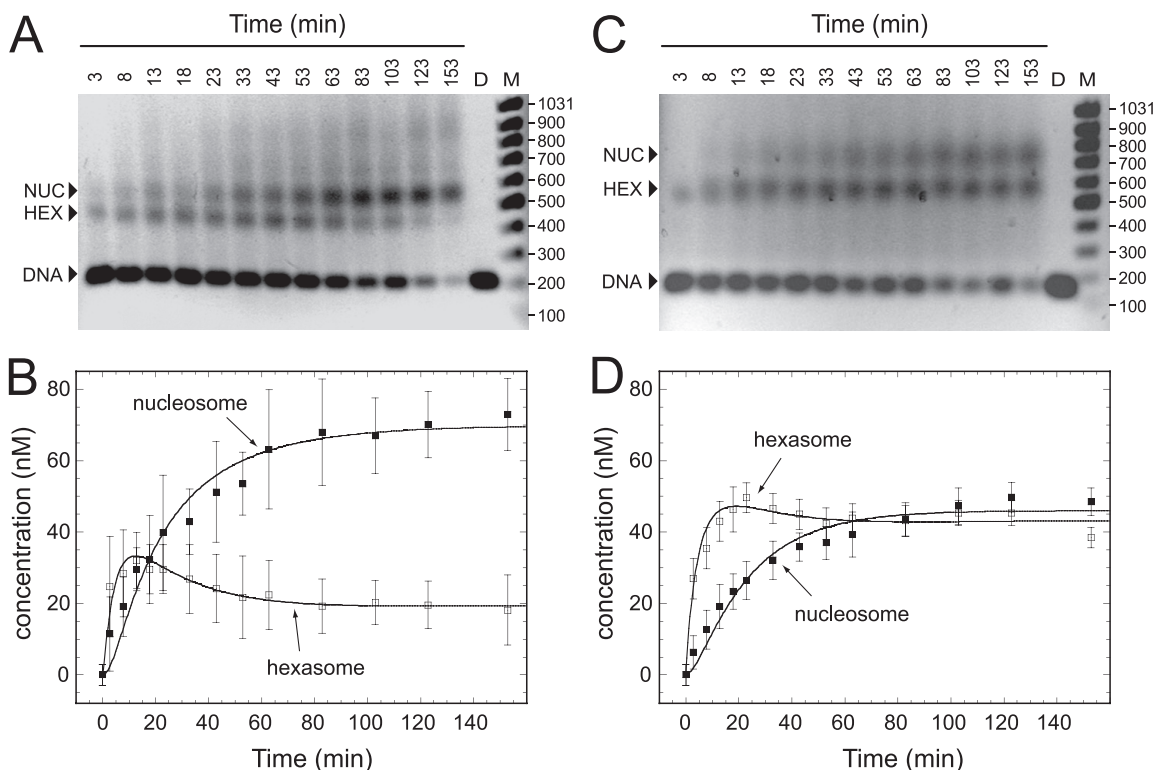 A
Time (min)
3 8 13 18 23 33 43 53 63 83 103 123 153 D M
NUC
HEX
DNA
1031
900
800
700
600
500
400
300
200
100
C
Time (min)
3 8 13 18 23 33 43 53 63 83 103 123 153 D M
NUC
HEX
DNA
1031
900
800
700
600
500
400
300
200
100
B
concentration (nM)
80
60
40
20
0
nucleosome
hexasome
0 20 40 60 80 100 120 140
Time (min)
D
concentration (nM)
80
60
40
20
0
hexasome
nucleosome
0 20 40 60 80 100 120 140
Time (min)